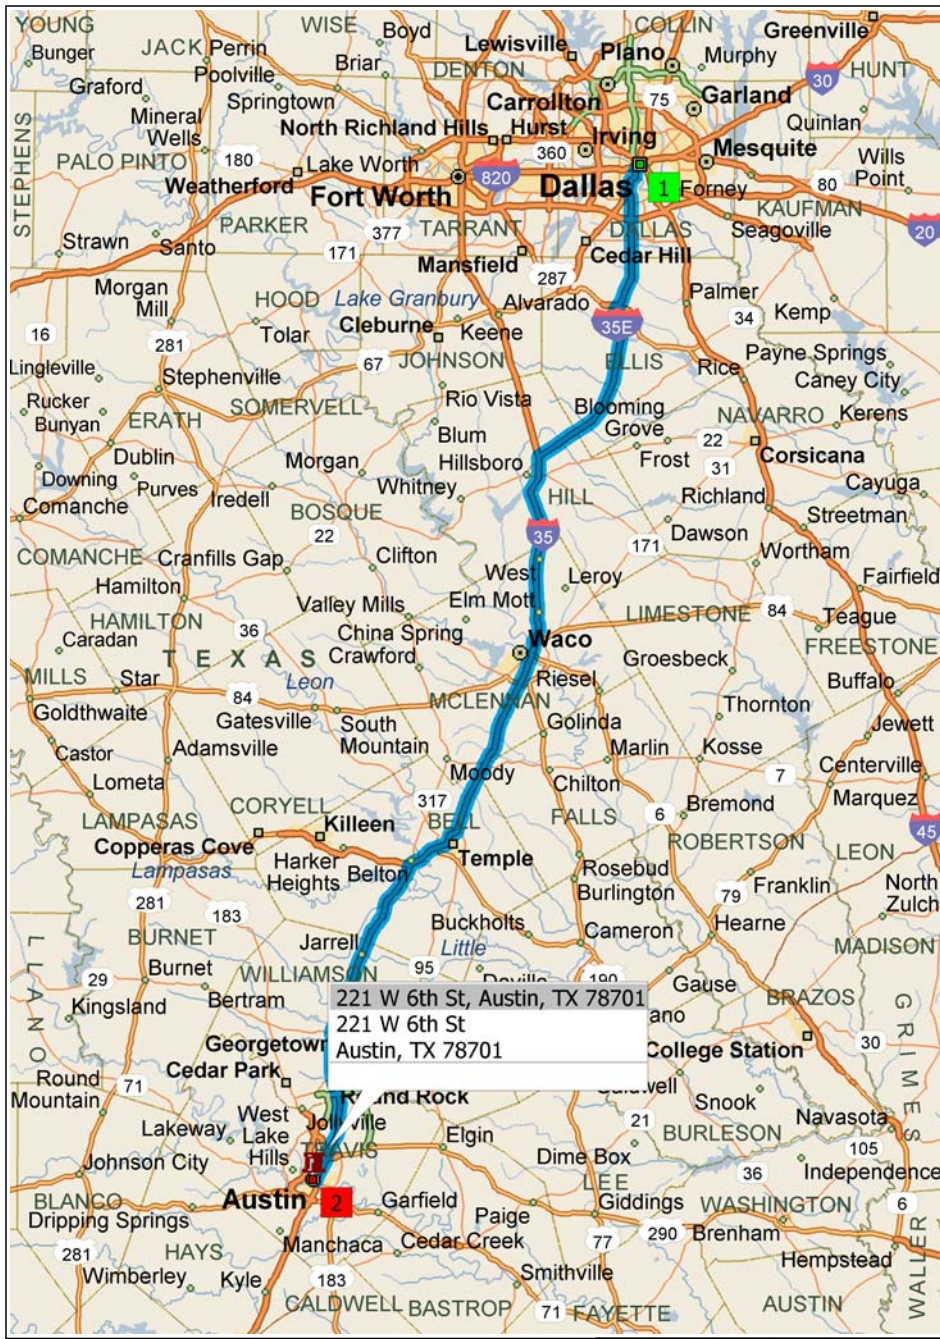 YOUNG
WISE
COLLIN
Boyd
Greenville
Bunger
JACK
Perrin
Lewisville
Plano
Murphy
Briar
DENTON
30
HUNT
Graford
Poolville
Carrollton
75
Garland
Springtown
Mineral
Wells
North Richland Hills
Hurst
Irving
Quinlan
STEPHENS
PALO PINTO
180
Lake Worth
360
Mesquite
Wills
Point
Weatherford
Fort Worth
820
Dallas
1
Forney
80
KAUFMAN
Strawn
Santo
PARKER
377
TARRANT
DALLAS
Seagoville
20
171
Mansfield
Cedar Hill
287
Morgan
Mill
HOOD
Lake Granbury
Alvarado
Palmer
Kemp
16
Tolar
Cleburne
Keene
35E
34
281
67
JOHNSON
ELLIS
Rice
Payne Springs
Lingleville
Stephenville
Caney City
Rucker
Bunyan
SOMERVELL
Rio Vista
Blooming
Grove
NAVARRO
Kerens
ERATH
Blum
22
Dublin
Morgan
Hillsboro
Frost
31
Corsicana
Downing
Purves
Iredell
Whitney
HILL
Richland
Cayuga
Comanche
BOSQUE
22
35
Dawson
Streetman
COMANCHE
Cranfills Gap
Clifton
171
Wortham
Hamilton
West
Leroy
Fairfield
HAMILTON
Valley Mills
Elm Mott
LIMESTONE
84
Teague
Caradan
36
China Spring
Waco
FREESTONE
TEXAS
Crawford
Groesbeck
MILLS
Star
Leon
Riesel
Buffalo
Goldthwaite
84
Gatesville
South
Mountain
MCLENNAN
Golinda
Thornton
Jewett
Castor
Adamsville
Marlin
Kosse
Lometa
Moody
Chilton
7
Centerville
317
Marquez
LAMPASAS
CORYELL
Killeen
BELL
FALLS
6
Bremond
45
Copperas Cove
ROBERTSON
LEON
Lampasas
Harker
Heights
Belton
Temple
Rosebud
Burlington
Franklin
North
Zulch
281
183
79
BURNET
Buckholts
Cameron
Hearne
LLANO
Jarrell
Little
MADISON
29
Burnet
WILLIAMSON
95
190
Gause
Kingsland
Bertram
BRAZOS
GRIMES
221 W 6th St, Austin, TX 78701
221 W 6th St
Austin, TX 78701
Georgetown
College Station
30
Cedar Park
Round
Mountain
71
Round Rock
Snook
Navasota
West
Lake
Hills
Jollyville
21
BURLESON
Lakeway
TRAVIS
Elgin
105
Johnson City
Dime Box
36
Independence
BLANCO
Austin
2
Garfield
LEE
Giddings
WASHINGTON
6
Dripping Springs
Paige
290
Brenham
WALLER
281
HAYS
Manchaca
Cedar Creek
77
Hempstead
Wimberley
Kyle
183
Smithville
CALDWELL
BASTROP
71
FAYETTE
AUSTIN